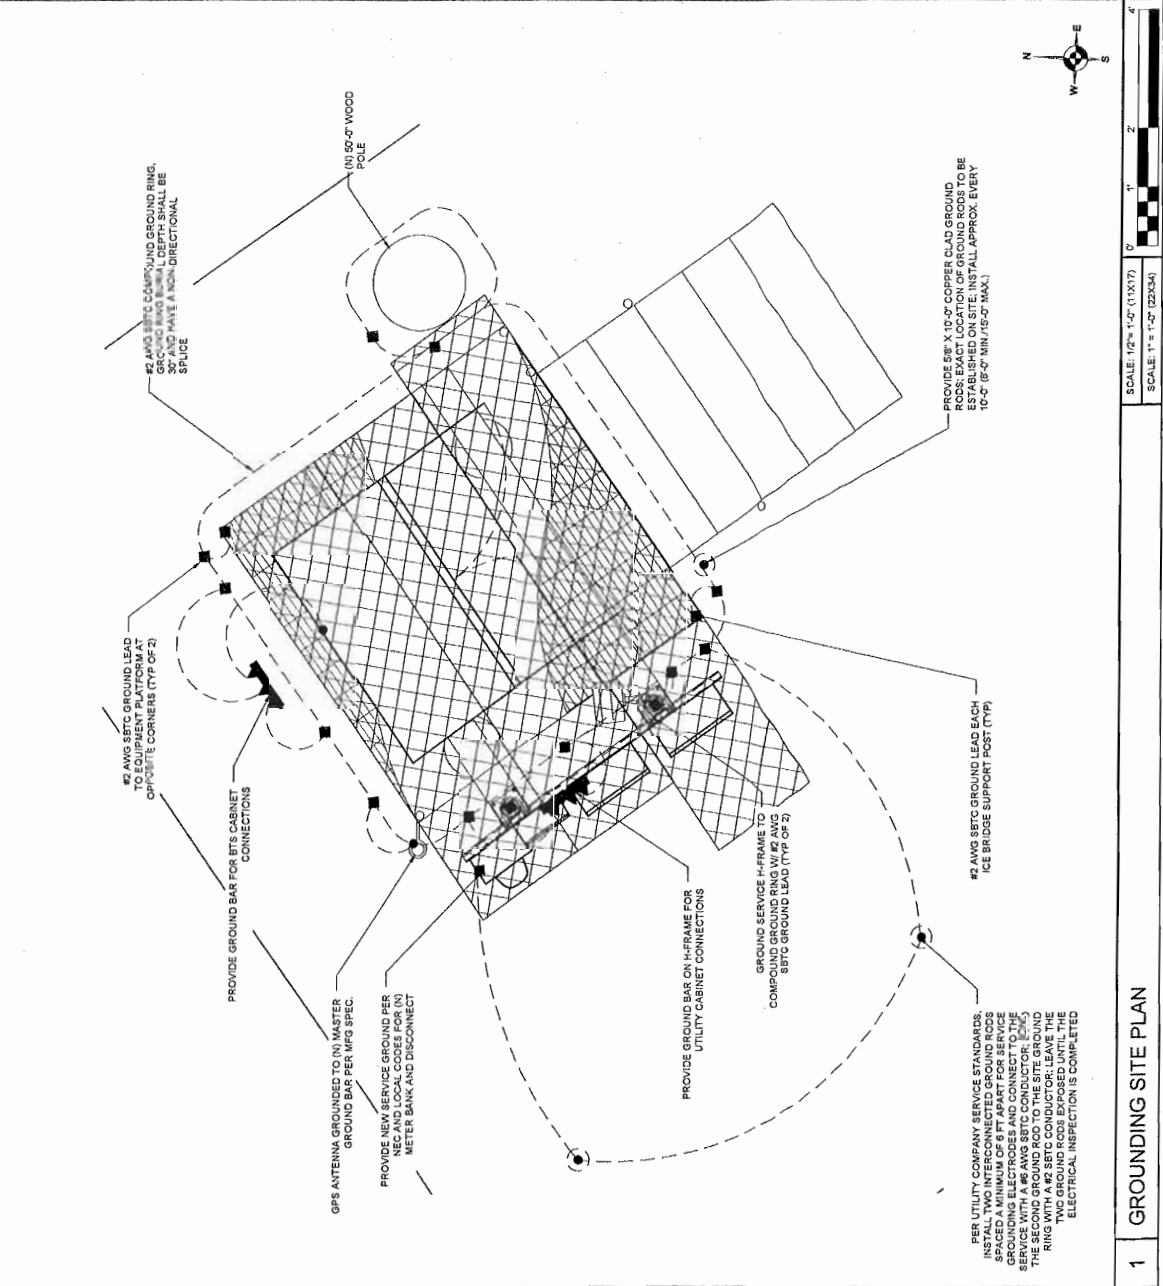 #2 AWG SBTC COMPOUND GROUND RING,
GROUND RING BURIAL DEPTH SHALL BE
30" AND HAVE A NON-DIRECTIONAL
SPLICE
(N) 50'-0" WOOD
POLE
#2 AWG SBTC GROUND LEAD
TO EQUIPMENT PLATFORM AT
OPPOSITE CORNERS (TYP OF 2)
PROVIDE GROUND BAR FOR BTS CABINET
CONNECTIONS
GPS ANTENNA GROUNDED TO (N) MASTER
GROUND BAR PER MFG SPEC.
PROVIDE NEW SERVICE GROUND PER
NEC AND LOCAL CODES FOR (N)
METER BANK AND DISCONNECT
PROVIDE GROUND BAR ON H-FRAME FOR
UTILITY CABINET CONNECTIONS
GROUND SERVICE H-FRAME TO
COMPOUND GROUND RING W/ #2 AWG
SBTC GROUND LEAD (TYP OF 2)
PROVIDE 5/8" X 10'-0" COPPER CLAD GROUND
RODS; EXACT LOCATION OF GROUND RODS TO BE
ESTABLISHED ON SITE; INSTALL APPROX. EVERY
10'-0" (8'-0" MIN./15'-0" MAX.)
#2 AWG SBTC GROUND LEAD EACH
ICE BRIDGE SUPPORT POST (TYP)
PER UTILITY COMPANY SERVICE STANDARDS,
INSTALL TWO INTERCONNECTED GROUND RODS
SPACED A MINIMUM OF 6 FT APART FOR SERVICE
GROUNDING ELECTRODES AND CONNECT TO THE
SERVICE WITH A #6 AWG SBTC CONDUCTOR;
THE SECOND GROUND ROD TO THE SITE GROUND
RING WITH A #2 SBTC CONDUCTOR; LEAVE THE
TWO GROUND RODS EXPOSED UNTIL THE
ELECTRICAL INSPECTION IS COMPLETED
N
E
W
S
1
GROUNDING SITE PLAN
SCALE: 1/2"= 1'-0" (11X17)
SCALE: 1" = 1'-0" (22X34)
0'
1'
2'
4'